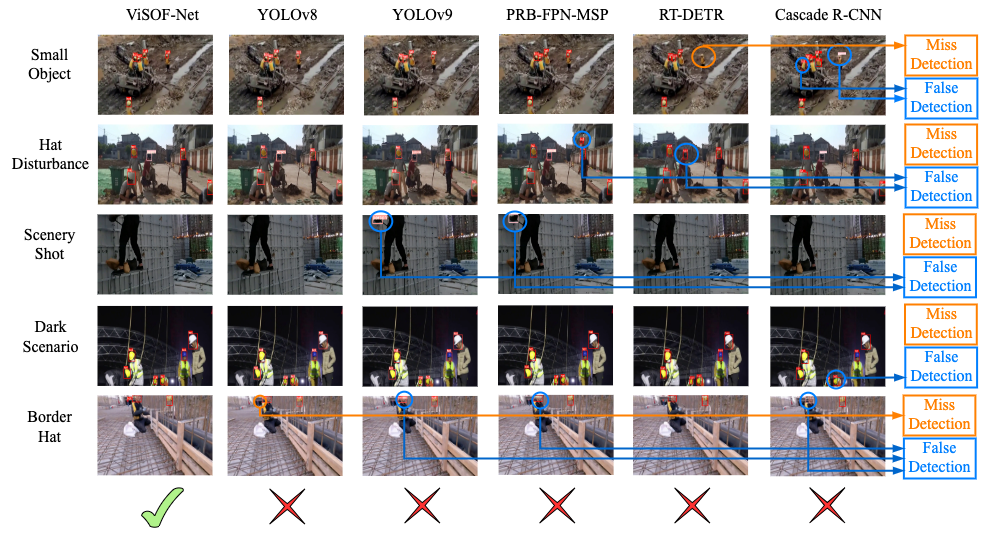 ViSOF-Net YOLOv8 YOLOv9 PRB-FPN-MSP RT-DETR Cascade R-CNN
Small
Object
Miss
Detection
False
Detection
Hat
Disturbance
Miss
Detection
False
Detection
Scenery
Shot
Miss
Detection
False
Detection
Dark
Scenario
Miss
Detection
False
Detection
Border
Hat
Miss
Detection
False
Detection